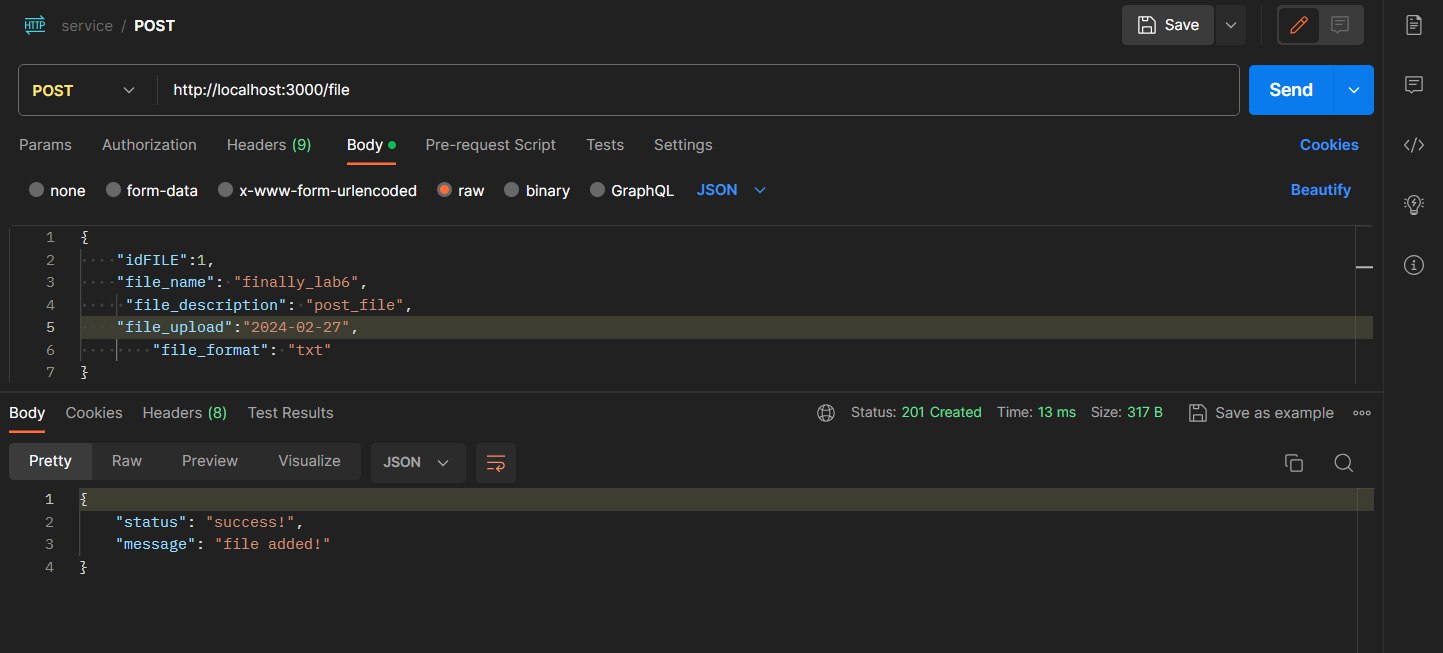 HTTP service / POST Save
POST http://localhost:3000/file Send
Params Authorization Headers (9) Body Pre-request Script Tests Settings Cookies
none form-data x-www-form-urlencoded raw binary GraphQL JSON Beautify
1 {
2 "idFILE":1,
3 "file_name": "finally_lab6",
4 "file_description": "post_file",
5 "file_upload":"2024-02-27",
6 "file_format": "txt"
7 }
Body Cookies Headers (8) Test Results Status: 201 Created Time: 13 ms Size: 317 B Save as example
Pretty Raw Preview Visualize JSON
1 {
2 "status": "success!",
3 "message": "file added!"
4 }